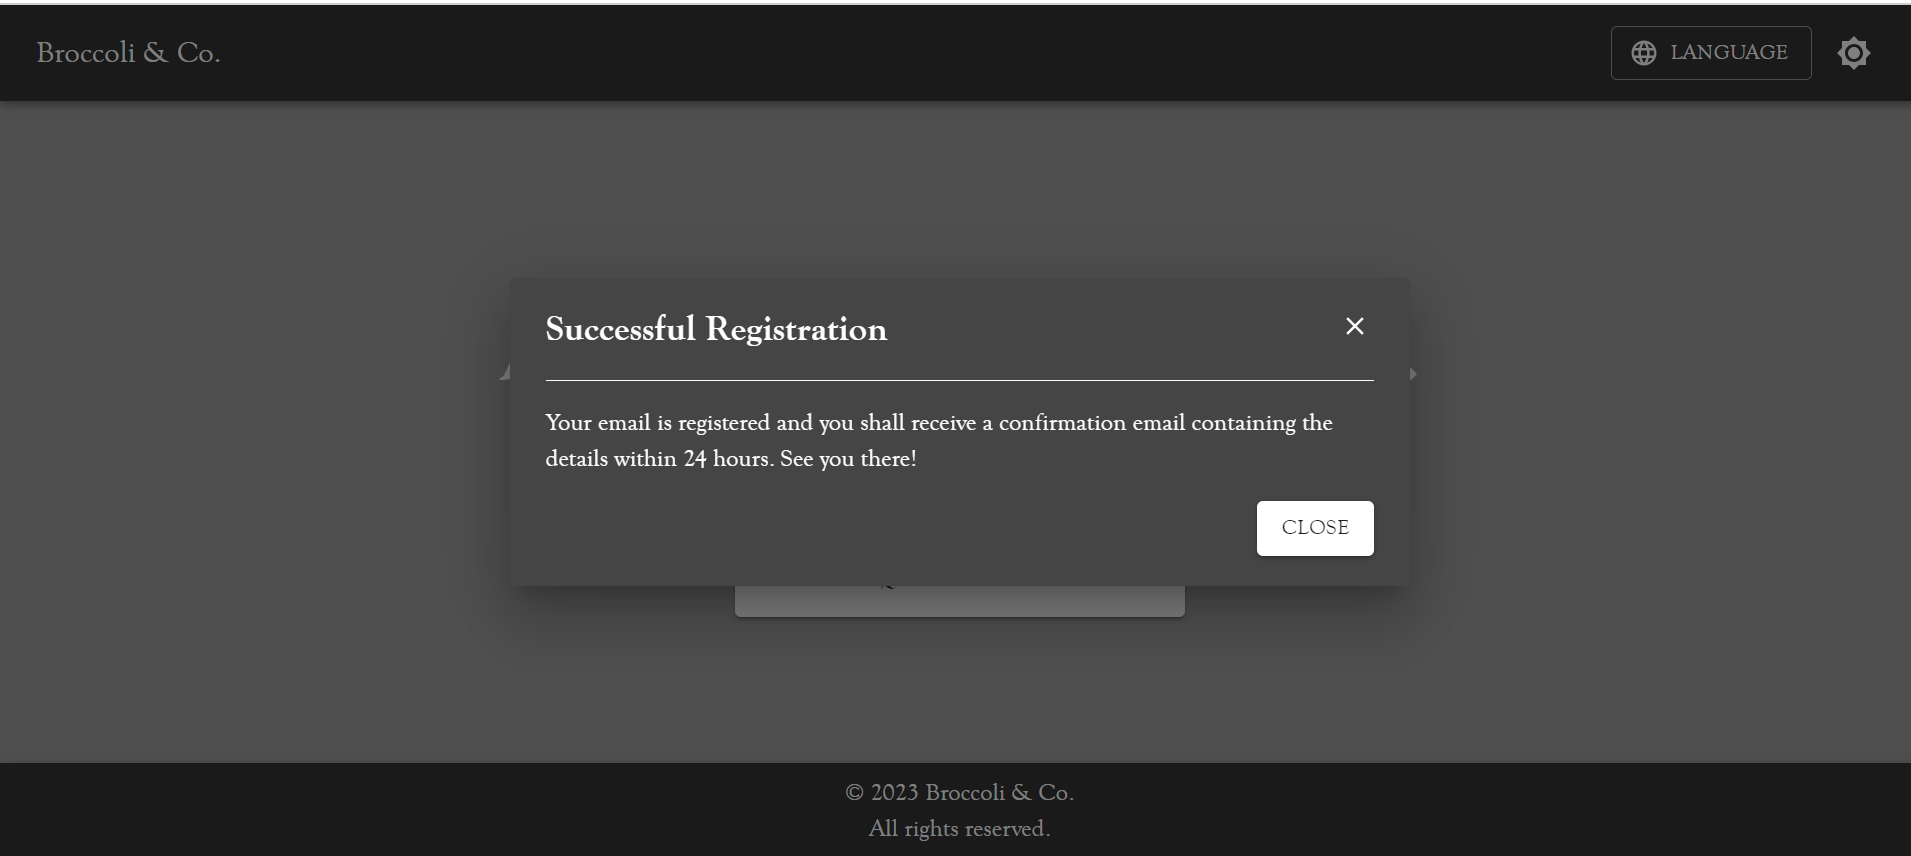 Broccoli & Co.
LANGUAGE
Successful Registration
Your email is registered and you shall receive a confirmation email containing the
details within 24 hours. See you there!
CLOSE
© 2023 Broccoli & Co.
All rights reserved.